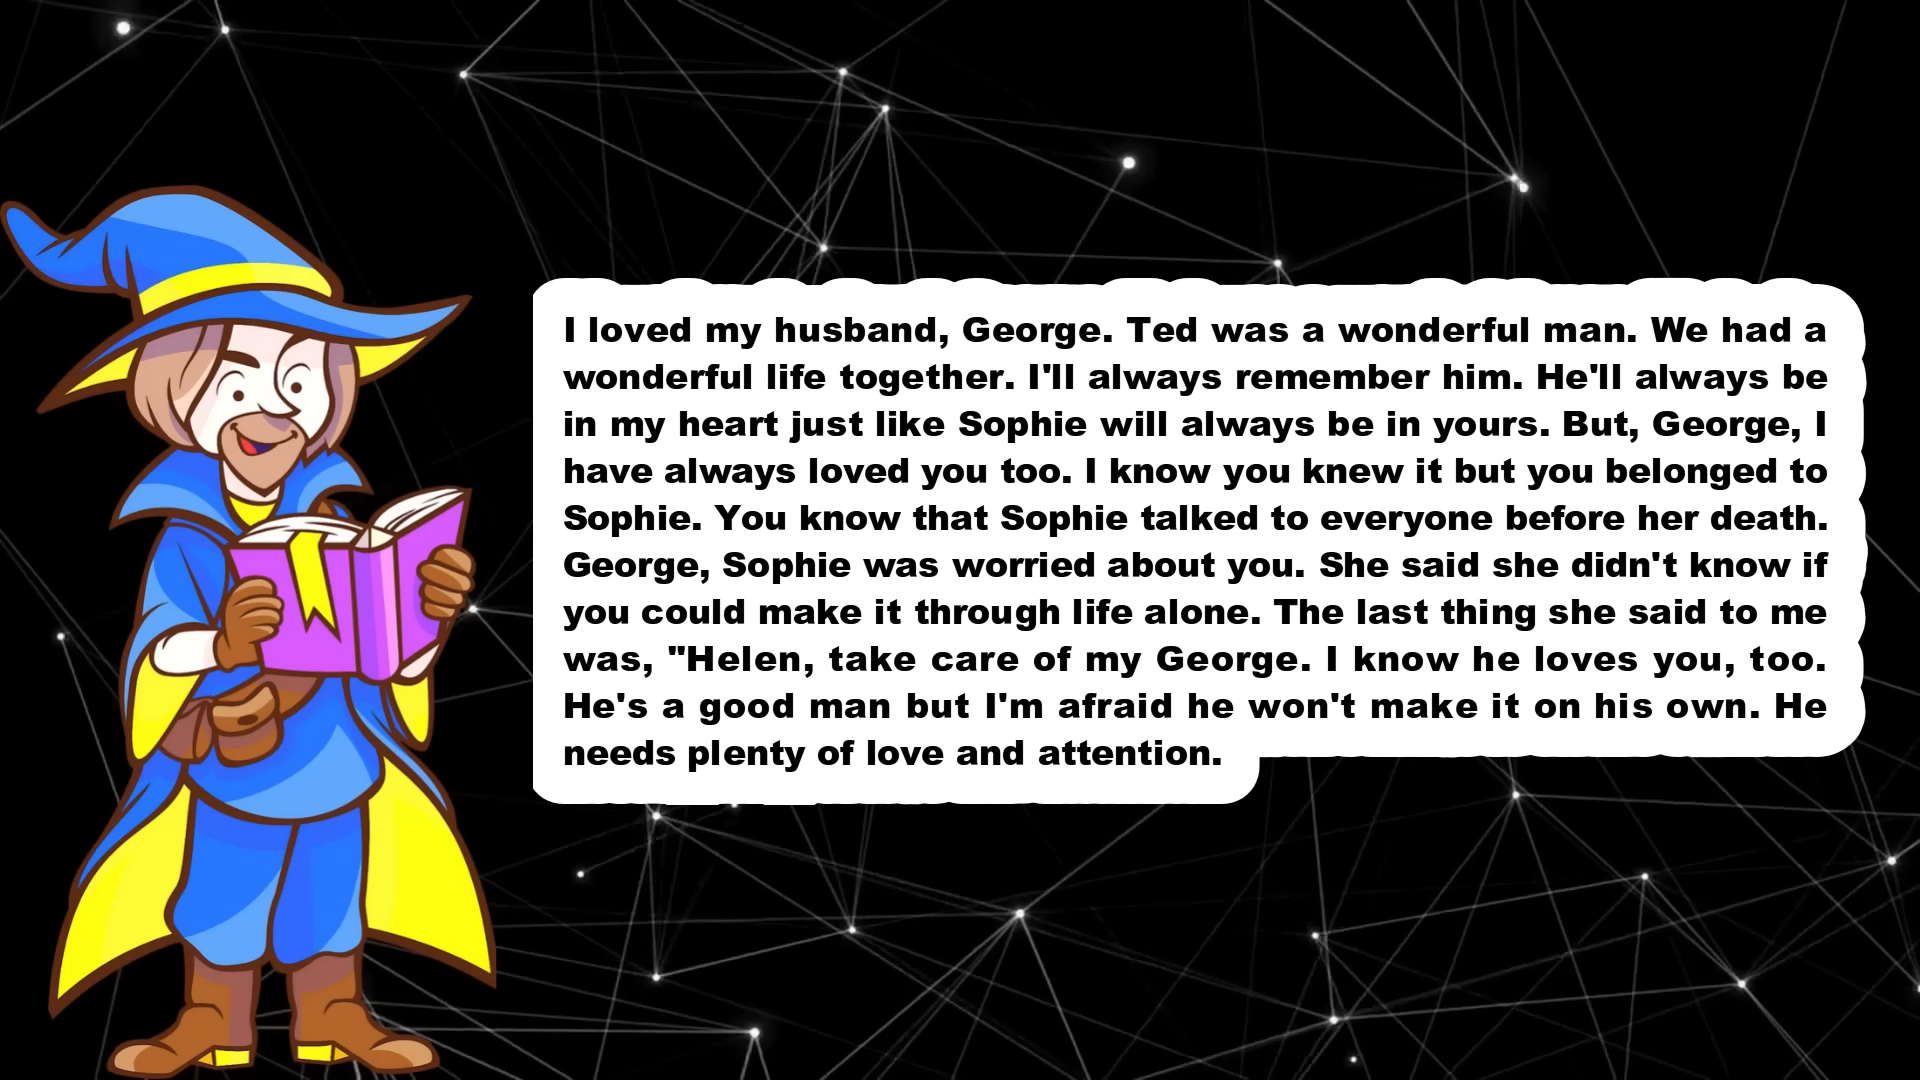 I loved my husband, George. Ted was a wonderful man. We had a
wonderful life together. I'll always remember him. He'll always be
in my heart just like Sophie will always be in yours. But, George, I
have always loved you too. I know you knew it but you belonged to
Sophie. You know that Sophie talked to everyone before her death.
George, Sophie was worried about you. She said she didn't know if
you could make it through life alone. The last thing she said to me
was, "Helen, take care of my George. I know he loves you, too.
He's a good man but I'm afraid he won't make it on his own. He
needs plenty of love and attention.